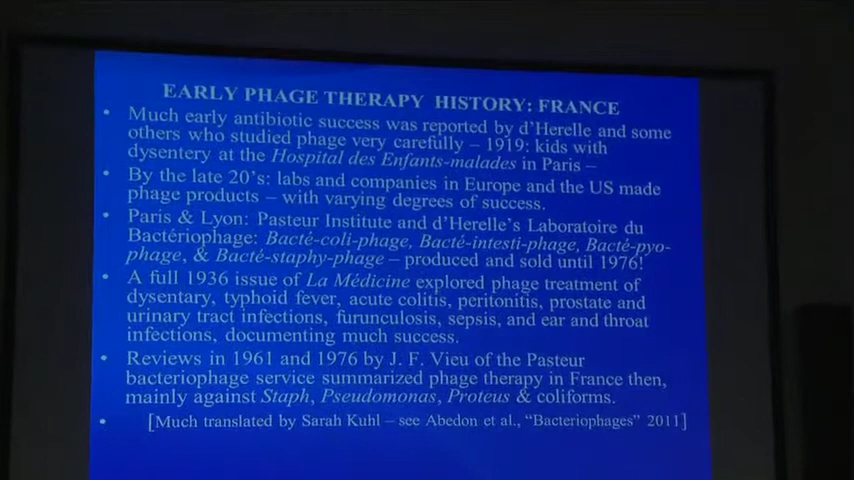 EARLY PHAGE THERAPY HISTORY: FRANCE
• Much early antibiotic success was reported by d'Herelle and some
others who studied phage very carefully – 1919: kids with
dysentery at the Hospital des Enfants-malades in Paris –
• By the late 20's: labs and companies in Europe and the US made
phage products – with varying degrees of success.
• Paris & Lyon: Pasteur Institute and d'Herelle's Laboratoire du
Bactériophage: Bacté-coli-phage, Bacté-intesti-phage, Bacté-pyo-
phage, & Bacté-staphy-phage – produced and sold until 1976!
• A full 1936 issue of La Médicine explored phage treatment of
dysentary, typhoid fever, acute colitis, peritonitis, prostate and
urinary tract infections, furunculosis, sepsis, and ear and throat
infections, documenting much success.
• Reviews in 1961 and 1976 by J. F. Vieu of the Pasteur
bacteriophage service summarized phage therapy in France then,
mainly against Staph, Pseudomonas, Proteus & coliforms.
• [Much translated by Sarah Kuhl – see Abedon et al., "Bacteriophages" 2011]